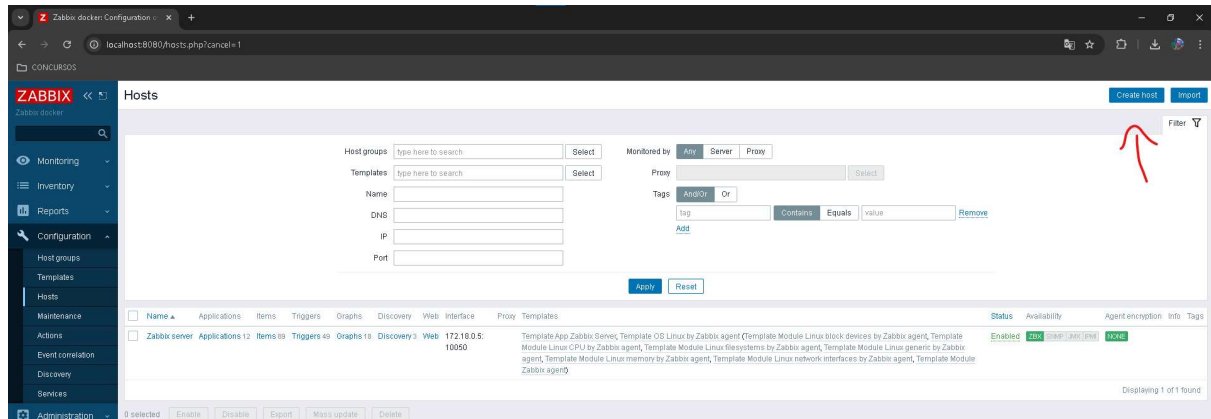 Zabbix docker: Configuration o
localhost:8080/hosts.php?cancel=1
CONCURSOS
ZABBIX
Zabbix docker
Monitoring
Inventory
Reports
Configuration
Host groups
Templates
Hosts
Maintenance
Actions
Event correlation
Discovery
Services
Administration
Hosts
Create host Import
Filter
Host groups type here to search Select
Templates type here to search Select
Name
DNS
IP
Port
Monitored by Any Server Proxy
Proxy Select
Tags And/Or Or
tag Contains Equals value Remove
Add
Apply Reset
Name Applications Items Triggers Graphs Discovery Web Interface Proxy Templates Status Availability Agent encryption Info Tags
Zabbix server Applications 12 Items 89 Triggers 49 Graphs 18 Discovery 3 Web 172.18.0.5: 10050 Template App Zabbix Server, Template OS Linux by Zabbix agent (Template Module Linux block devices by Zabbix agent, Template
Module Linux CPU by Zabbix agent, Template Module Linux filesystems by Zabbix agent, Template Module Linux generic by Zabbix
agent, Template Module Linux memory by Zabbix agent, Template Module Linux network interfaces by Zabbix agent, Template Module
Zabbix agent) Enabled ZBX SNMP JMX IPMI NONE
Displaying 1 of 1 found
0 selected Enable Disable Export Mass update Delete